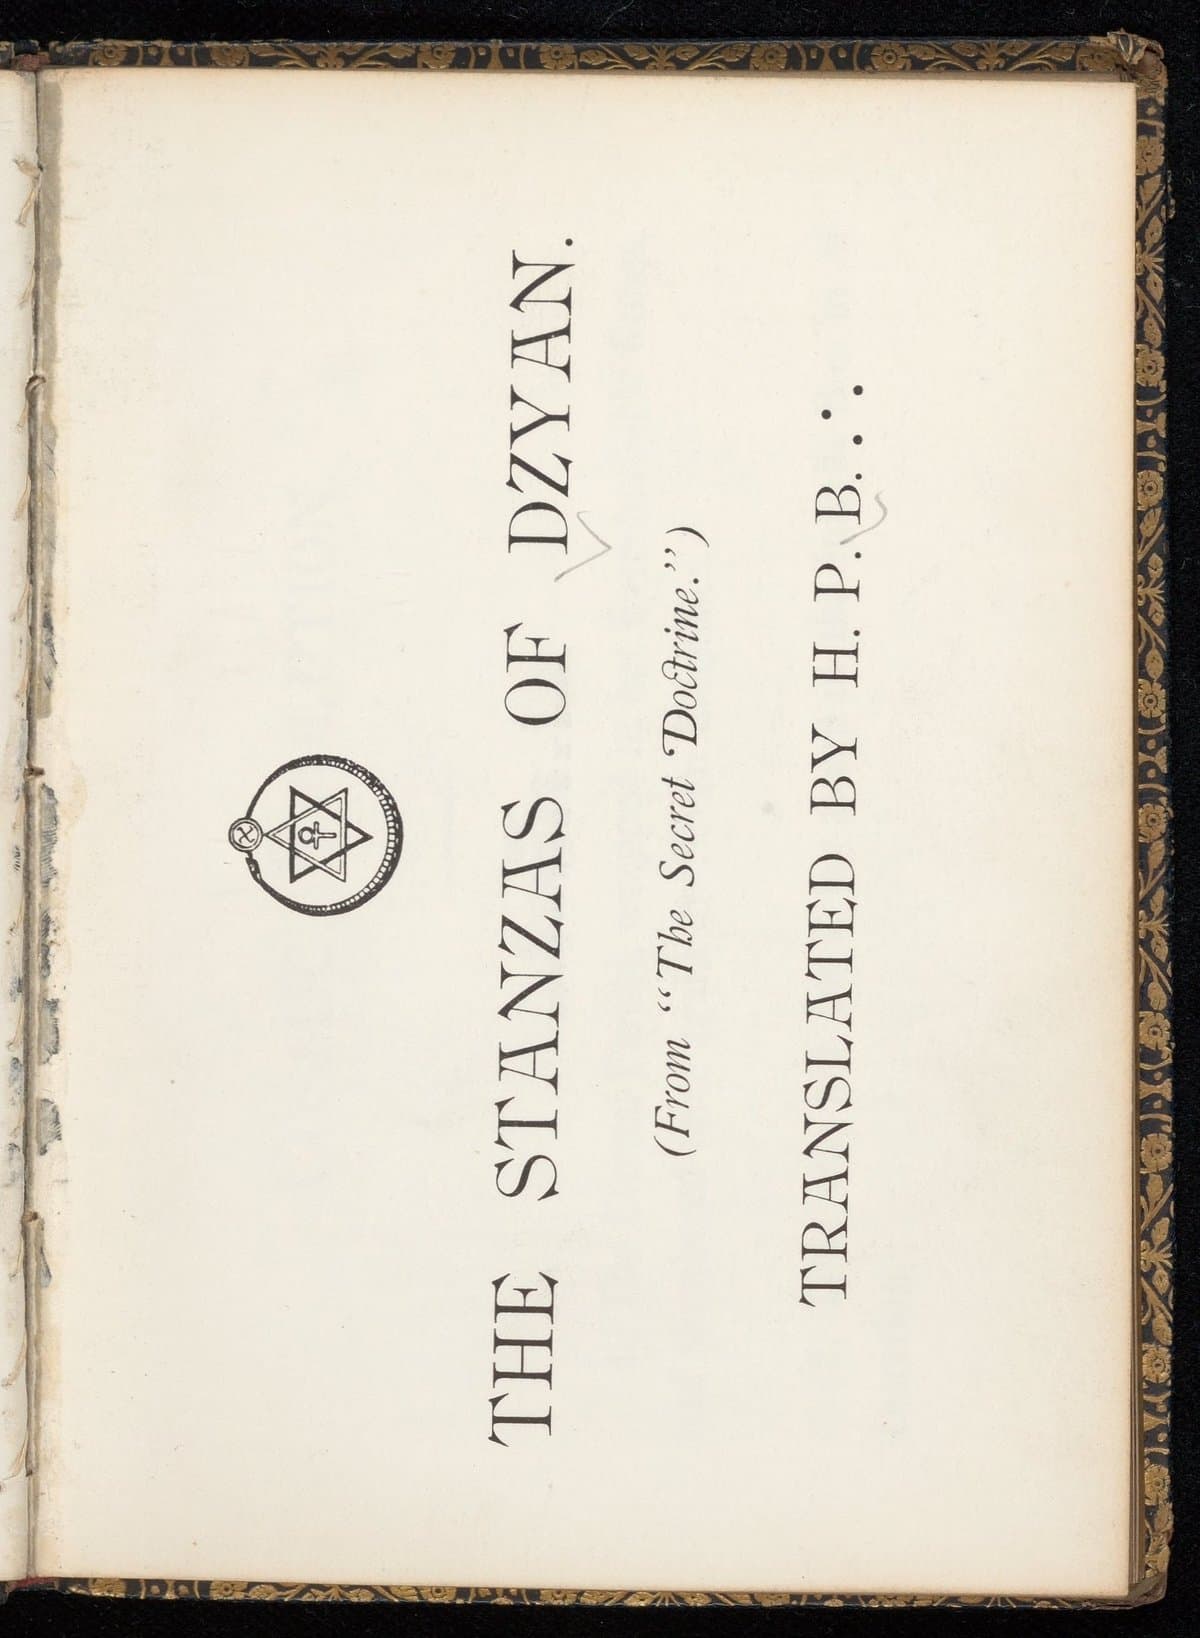 THE STANZAS OF DZYAN.
(From "The Secret Doctrine.")
TRANSLATED BY H. P. B. ∴